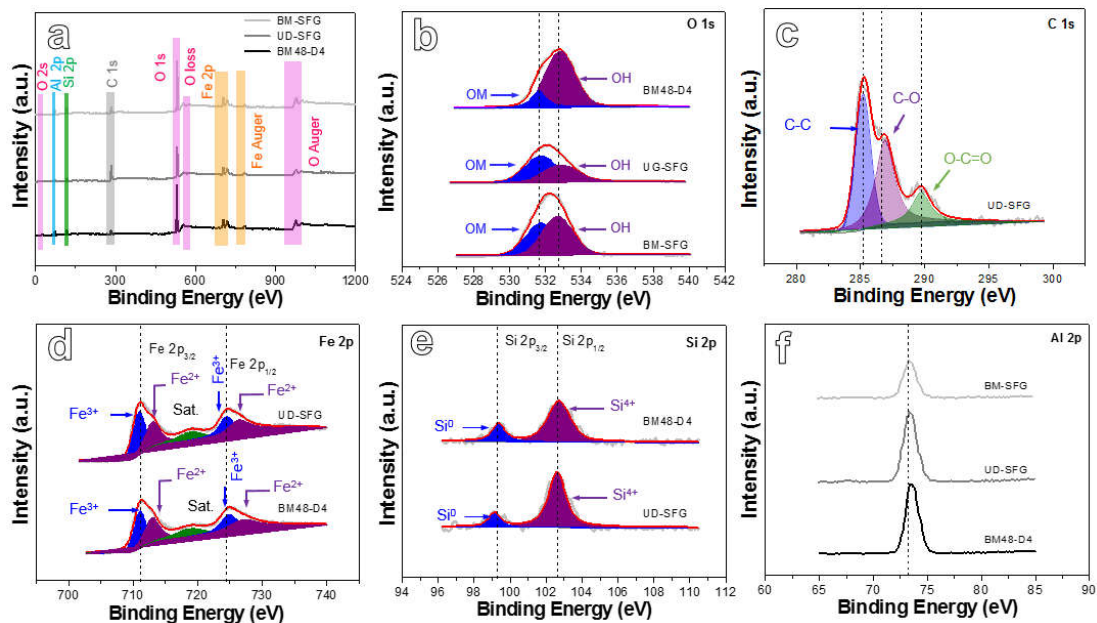 a
BM-SFG
UD-SFG
BM48-D4
O 2s
Al 2p
Si 2p
C 1s
O 1s
O loss
Fe 2p
Fe Auger
O Auger
Intensity (a.u.)
0 300 600 900 1200
Binding Energy (eV)
b
O 1s
OM
OH
BM48-D4
OM
OH
UG-SFG
OM
OH
BM-SFG
Intensity (a.u.)
524 526 528 530 532 534 536 538 540 542
Binding Energy (eV)
c
C 1s
C-C
C-O
O-C=O
UD-SFG
Intensity (a.u.)
280 285 290 295 300
Binding Energy (eV)
d
Fe 2p
Fe 2p3/2
Fe³⁺
Fe 2p1/2
Fe²⁺
Fe²⁺
Sat.
Fe³⁺
UD-SFG
Fe³⁺
Fe²⁺
Fe²⁺
Sat.
Fe³⁺
BM48-D4
Intensity (a.u.)
700 710 720 730 740
Binding Energy (eV)
e
Si 2p3/2
Si 2p1/2
Si 2p
Si⁰
Si⁴⁺
BM48-D4
Si⁰
Si⁴⁺
UD-SFG
Intensity (a.u.)
94 96 98 100 102 104 106 108 110 112
Binding Energy (eV)
f
Al 2p
BM-SFG
UD-SFG
BM48-D4
Intensity (a.u.)
60 65 70 75 80 85 90
Binding Energy (eV)